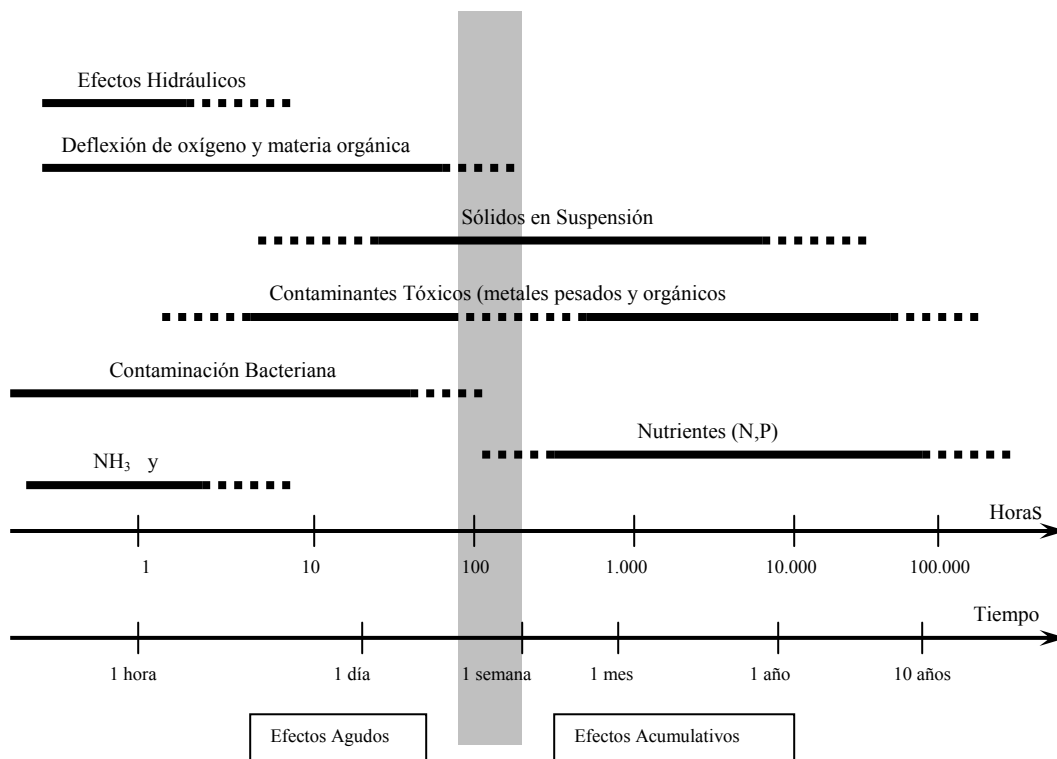 Efectos Hidráulicos
Deflexión de oxígeno y materia orgánica
Sólidos en Suspensión
Contaminantes Tóxicos (metales pesados y orgánicos
Contaminación Bacteriana
Nutrientes (N,P)
NH₃ y
Horas
1 10 100 1.000 10.000 100.000
Tiempo
1 hora 1 día 1 semana 1 mes 1 año 10 años
Efectos Agudos Efectos Acumulativos